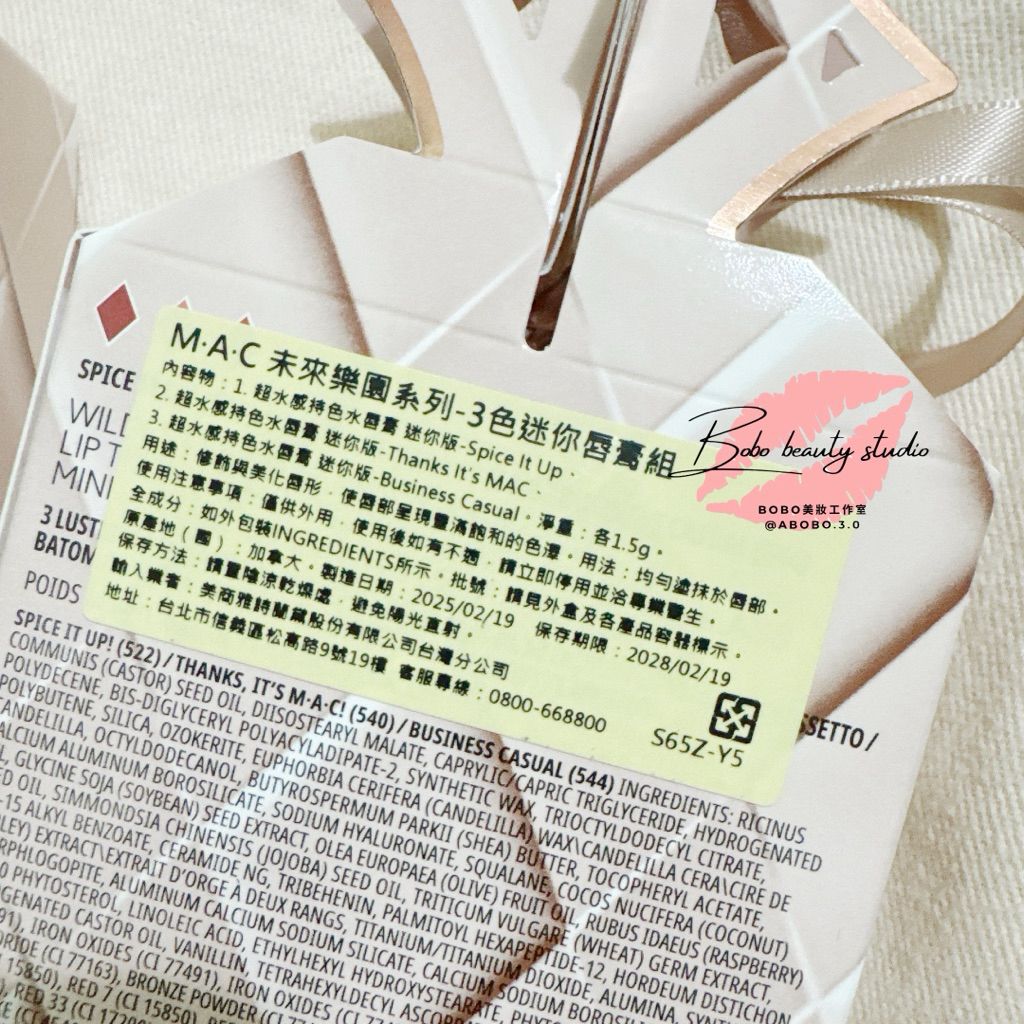 M·A·C 未來樂園系列-3色迷你唇膏組
內容物：1. 超水感持色水唇膏 迷你版-Spice It Up、
2. 超水感持色水唇膏 迷你版-Thanks It's MAC、
3. 超水感持色水唇膏 迷你版-Business Casual。淨重：各1.5g。
用途：修飾與美化唇形，使唇部呈現豐滿飽和的色澤。用法：均勻塗抹於唇部。
使用注意事項：僅供外用，使用後如有不適，請立即停用並洽專業醫生。
全成分：如外包裝INGREDIENTS所示。批號：請見外盒及各產品容器標示。
原產地（國）：加拿大。製造日期：2025/02/19 保存期限：2028/02/19
保存方法：請置陰涼乾燥處，避免陽光直射。
輸入業者：美商雅詩蘭黛股份有限公司台灣分公司
地址：台北市信義區松高路9號19樓 客服專線：0800-668800
S65Z-Y5
Bobo beauty studio
BOBO美妝工作室
@ABOBO.3.0
SPICE
WILD
LIP T
MINI
3 LUST
BATOM
SSETTO /
POIDS
SPICE IT UP! (522) / THANKS, IT'S M·A·C! (540) / BUSINESS CASUAL (544) INGREDIENTS: RICINUS
COMMUNIS (CASTOR) SEED OIL, DIISOSTEARYL MALATE, CAPRYLIC/CAPRIC TRIGLYCERIDE, HYDROGENATED
POLYDECENE, BIS-DIGLYCERYL POLYACYLADIPATE-2, SYNTHETIC WAX, TRIOCTYLDODECYL CITRATE,
POLYBUTENE, SILICA, OZOKERITE, EUPHORBIA CERIFERA (CANDELILLA) WAX\CANDELILLA CERA\CIRE DE
CANDELILLA, OCTYLDODECANOL, BUTYROSPERMUM PARKII (SHEA) BUTTER, TOCOPHERYL ACETATE,
CALCIUM ALUMINUM BOROSILICATE, SODIUM HYALURONATE, SQUALANE, COCOS NUCIFERA (COCONUT)
GLYCINE SOJA (SOYBEAN) SEED EXTRACT, OLEA EUROPAEA (OLIVE) FRUIT OIL, RUBUS IDAEUS (RASPBERRY)
ED OIL, SIMMONDSIA CHINENSIS (JOJOBA) SEED OIL, TRITICUM VULGARE (WHEAT) GERM EXTRACT,
-15 ALKYL BENZOATE, CERAMIDE NG, TRIBEHENIN, PALMITOYL HEXAPEPTIDE-12, HORDEUM DISTICHON
LEY) EXTRACT\EXTRAIT D'ORGE À DEUX RANGS, TITANIUM/TITANIUM DIOXIDE, ALUMINA,
RPHLOGOPITE, ALUMINUM CALCIUM SODIUM SILICATE, CALCIUM SODIUM
PHYTOSTEROL, LINOLEIC ACID, ETHYLHEXYL HYDROXYSTEARATE,
GENATED CASTOR OIL, VANILLIN, TETRAHEXYLDECYL
91), IRON OXIDES (CI 77491), IRON OXIDES
(CI 77163), BRONZE POWDER
15850), RED 7 (CI 15850),
RED 33